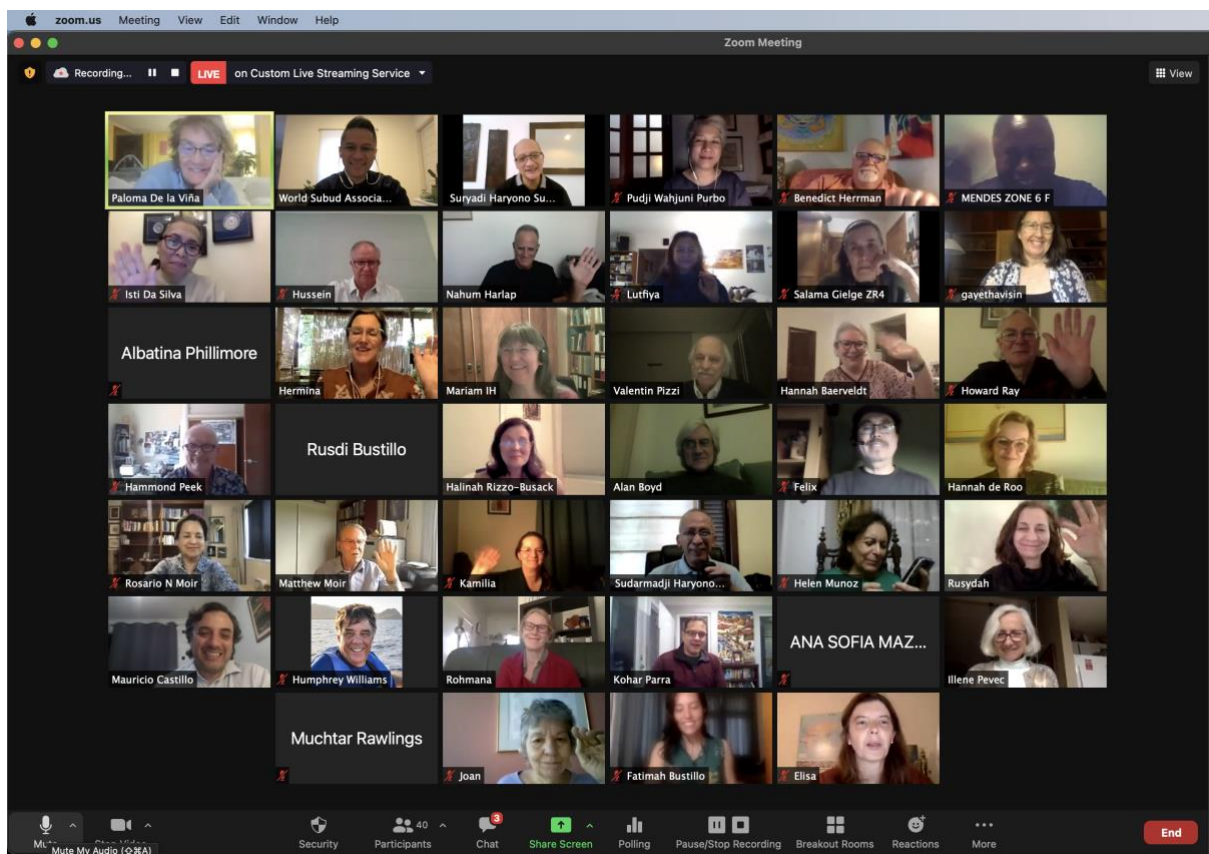 zoom.us Meeting View Edit Window Help
Zoom Meeting
Recording... LIVE on Custom Live Streaming Service View
Paloma De la Viña World Subud Associa... Suryadi Haryono Su... Pudji Wahjuni Purbo Benedict Herrman MENDES ZONE 6 F
Isti Da Silva Hussein Nahum Harlap Lutfiya Salama Gielge ZR4 gayethavisin
Albatina Phillimore
Hermina Mariam IH Valentin Pizzi Hannah Baerveldt Howard Ray
Rusdi Bustillo
Hammond Peek Halinah Rizzo-Busack Alan Boyd Felix Hannah de Roo
Rosario N Moir Matthew Moir Kamilia Sudarmadji Haryono... Helen Munoz Rusydah
ANA SOFIA MAZ...
Mauricio Castillo Humphrey Williams Rohmana Kohar Parra Illene Pevec
Muchtar Rawlings
Joan Fatimah Bustillo Elisa
3
40
Security Participants Chat Share Screen Polling Pause/Stop Recording Breakout Rooms Reactions More End
Mute My Audio (⇧⌘A)